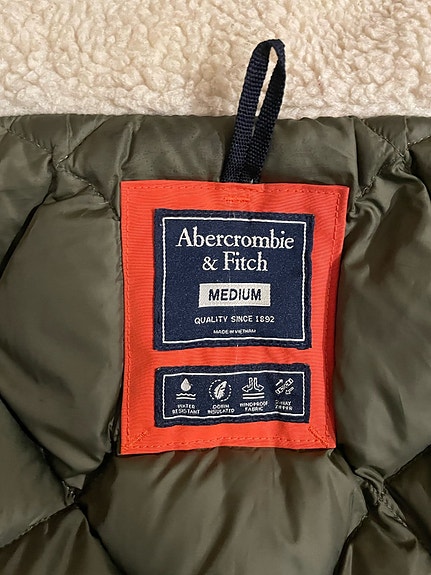 Abercrombie
& Fitch
MEDIUM
QUALITY SINCE 1892
MADE IN VIETNAM
WATER RESISTANT
DOWN INSULATED
WINDPROOF FABRIC
2-WAY ZIPPER